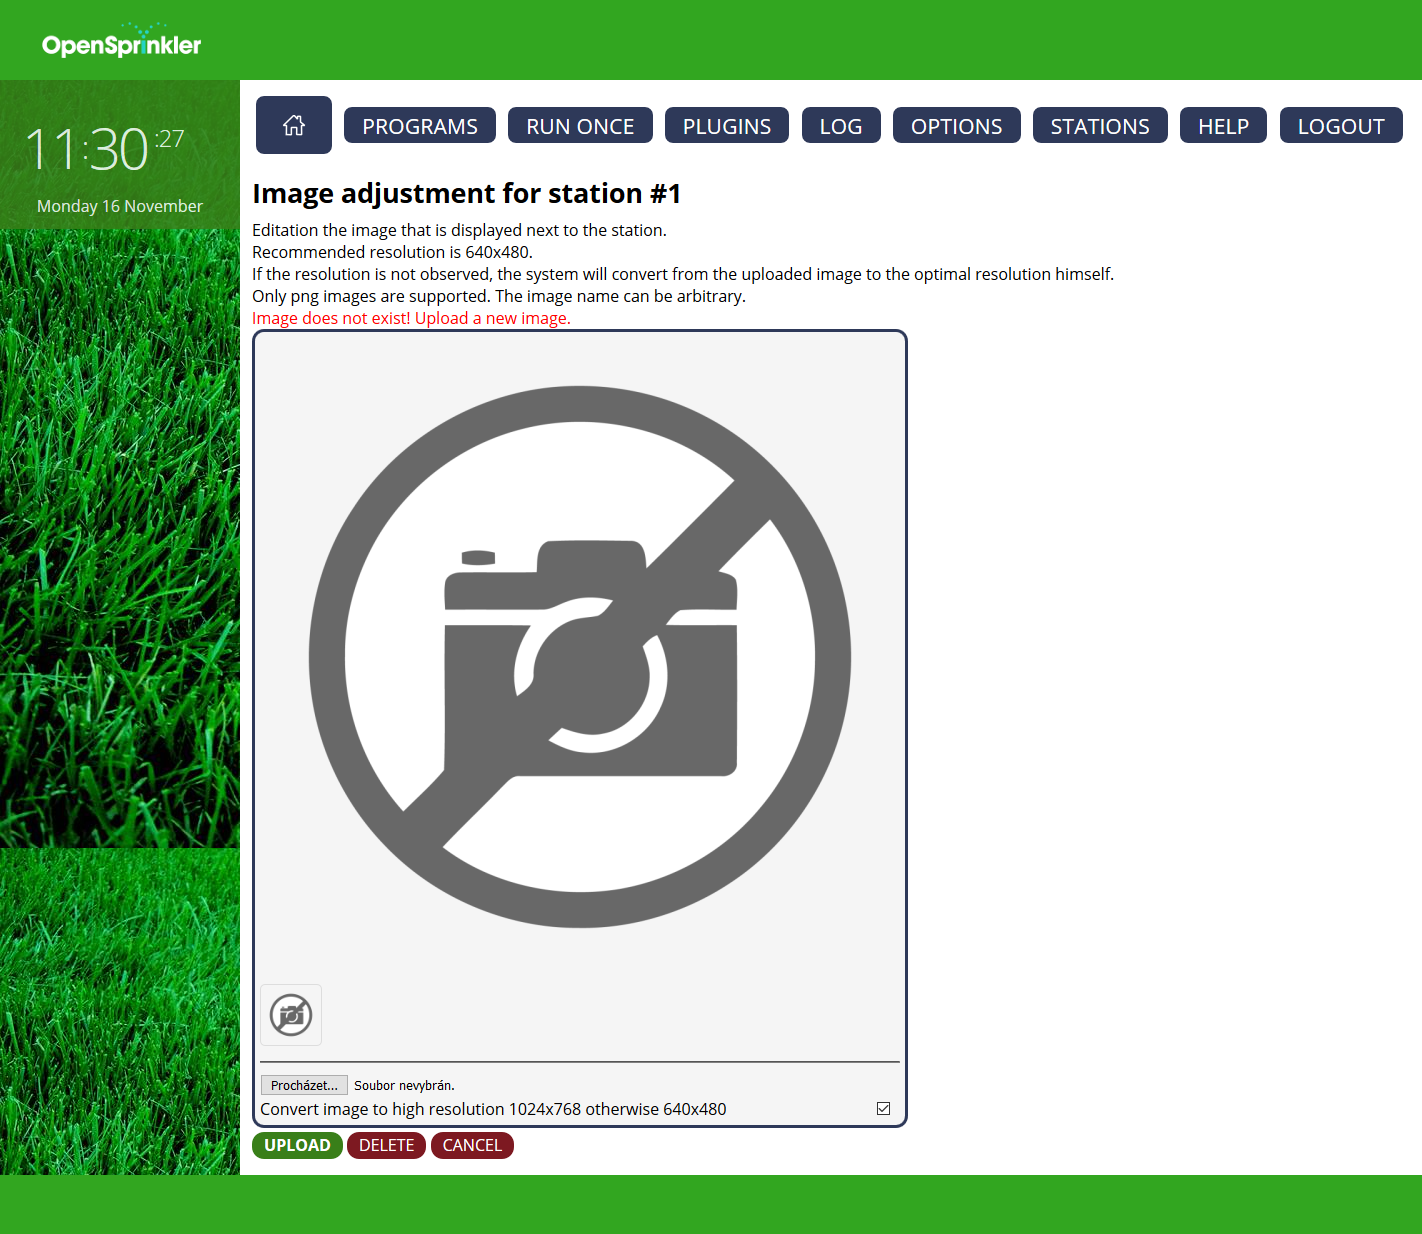 OpenSprinkler
11:30 :27
Monday 16 November
PROGRAMS
RUN ONCE
PLUGINS
LOG
OPTIONS
STATIONS
HELP
LOGOUT
Image adjustment for station #1
Editation the image that is displayed next to the station.
Recommended resolution is 640x480.
If the resolution is not observed, the system will convert from the uploaded image to the optimal resolution himself.
Only png images are supported. The image name can be arbitrary.
Image does not exist! Upload a new image.
Procházet... Soubor nevybrán.
Convert image to high resolution 1024x768 otherwise 640x480
UPLOAD DELETE CANCEL